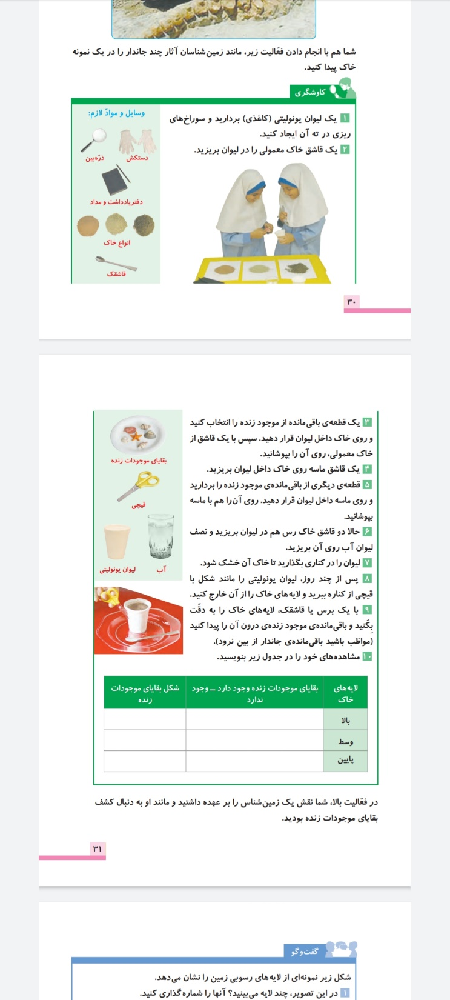 شما هم با انجام دادن فعّالیت زیر، مانند زمین‌شناسان آثار چند جاندار را در یک نمونه
خاک پیدا کنید.
کاوشگری
۱ یک لیوان یونولیتی (کاغذی) بردارید و سوراخ‌های
ریزی در ته آن ایجاد کنید.
۲ یک قاشق خاک معمولی را در لیوان بریزید.
وسایل و موادّ لازم:
دستکش
ذرّه‌بین
دفتر یادداشت و مداد
انواع خاک
قاشقک
۳۰
۳ یک قطعه‌ی باقی‌مانده از موجود زنده را انتخاب کنید
و روی خاک داخل لیوان قرار دهید. سپس با یک قاشق از
خاک معمولی، روی آن را بپوشانید.
۴ یک قاشق ماسه روی خاک داخل لیوان بریزید.
۵ قطعه‌ی دیگری از باقی‌مانده‌ی موجود زنده را بردارید
و روی ماسه داخل لیوان قرار دهید. روی آن‌را هم با ماسه
بپوشانید.
۶ حالا دو قاشق خاک رس هم در لیوان بریزید و نصف
لیوان آب روی آن بریزید.
۷ لیوان را در کناری بگذارید تا خاک آن خشک شود.
۸ پس از چند روز، لیوان یونولیتی را مانند شکل با
قیچی از کناره ببرید و لایه‌های خاک را از آن خارج کنید.
۹ با یک برس یا قاشقک، لایه‌های خاک را به دقّت
بِکَنید و باقی‌مانده‌ی موجود زنده‌ی درون آن را پیدا کنید
(مواظب باشید باقی‌مانده‌ی جاندار از بین نرود).
۱۰ مشاهده‌های خود را در جدول زیر بنویسید.
بقایای موجودات زنده
قیچی
آب
لیوان یونولیتی
لایه‌های خاک
بقایای موجودات زنده وجود دارد ــ وجود ندارد
شکل بقایای موجودات زنده
بالا
وسط
پایین
در فعّالیت بالا، شما نقش یک زمین‌شناس را بر عهده داشتید و مانند او به دنبال کشف
بقایای موجودات زنده بودید.
۳۱
گفت‌وگو
شکل زیر نمونه‌ای از لایه‌های رسوبی زمین را نشان می‌دهد.
۱ در این تصویر، چند لایه می‌بینید؟ آنها را شماره گذاری کنید.